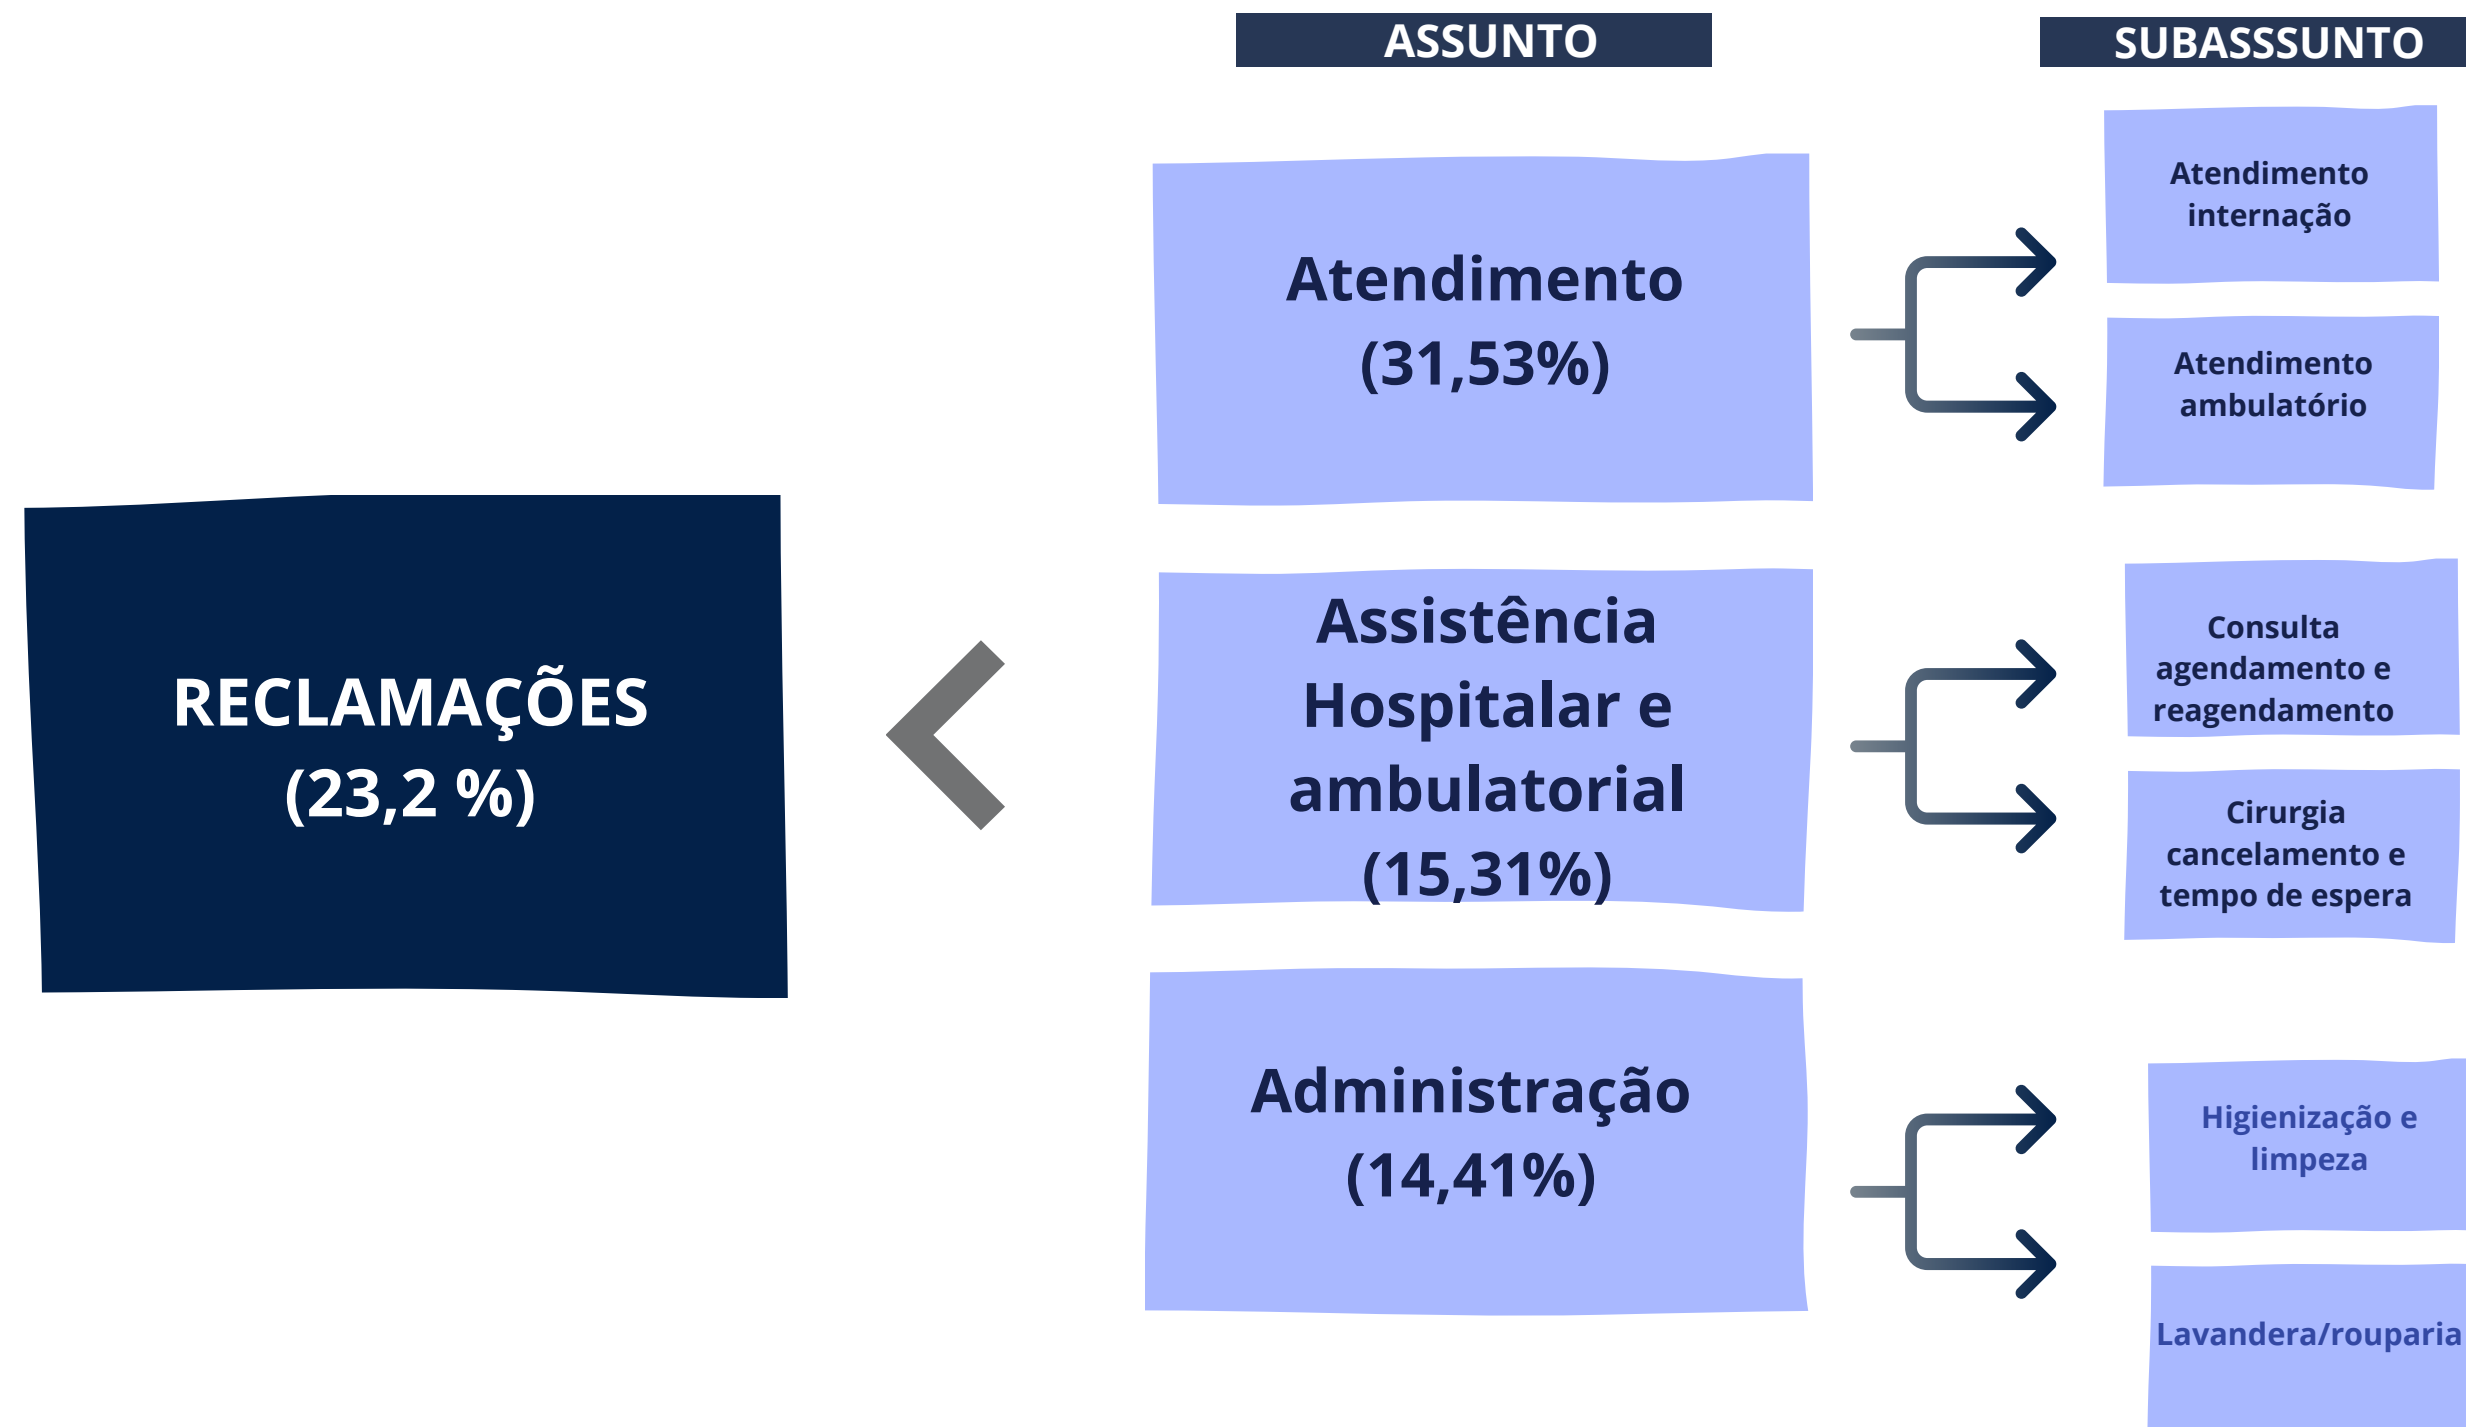 ASSUNTO
SUBASSSUNTO
RECLAMAÇÕES
(23,2 %)
Atendimento
(31,53%)
Atendimento
internação
Atendimento
ambulatório
Assistência
Hospitalar e
ambulatorial
(15,31%)
Consulta
agendamento e
reagendamento
Cirurgia
cancelamento e
tempo de espera
Administração
(14,41%)
Higienização e
limpeza
Lavandera/rouparia